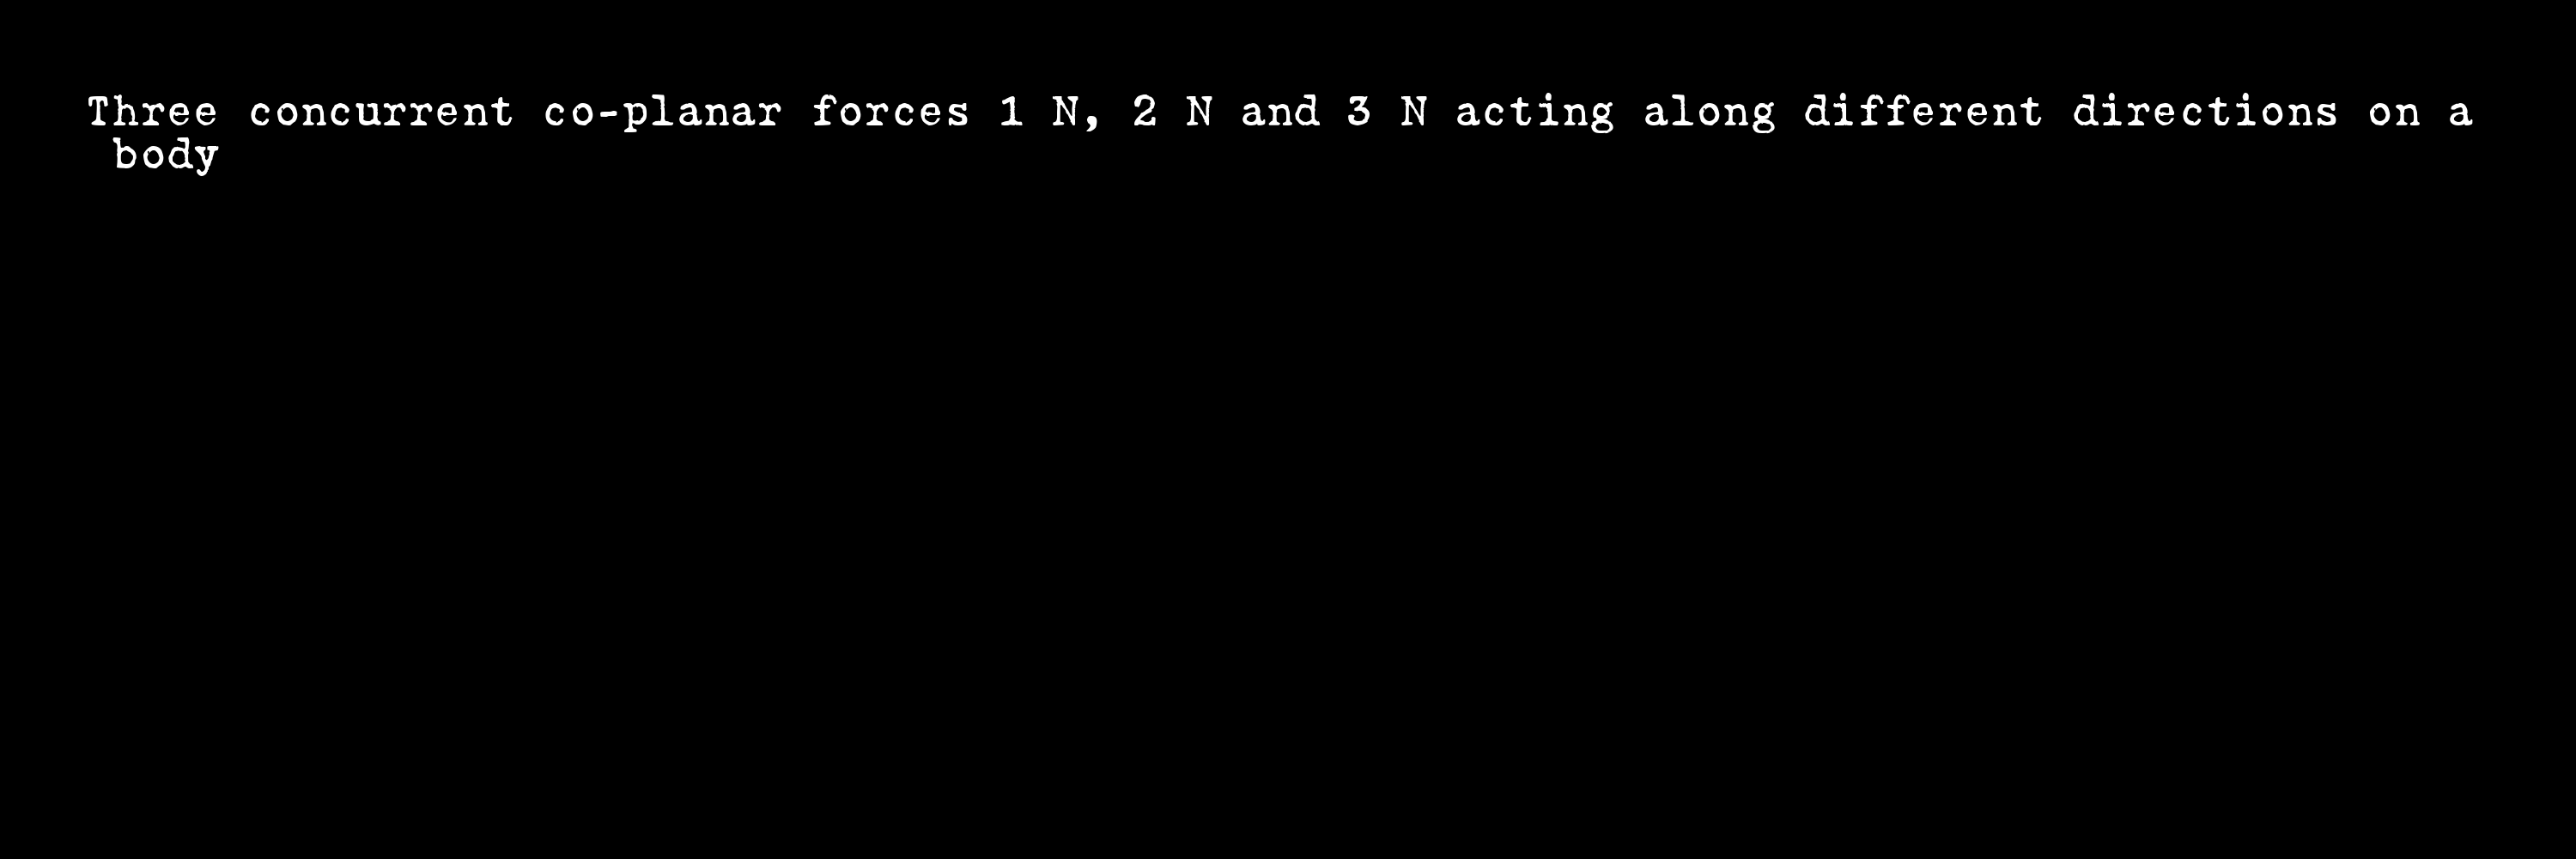 Three concurrent co-planar forces 1 N, 2 N and 3 N acting along different directions on a
body